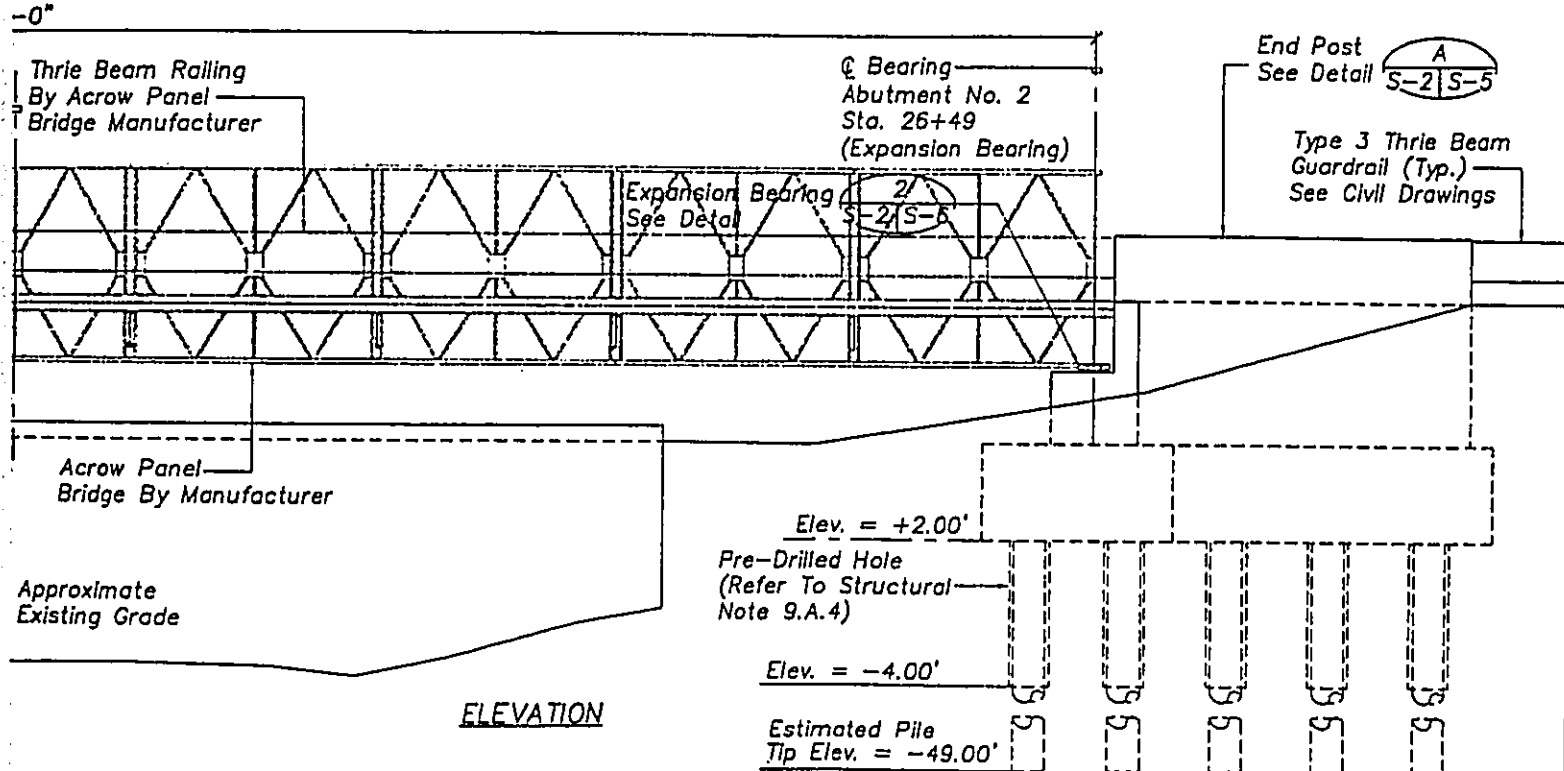 -0"
Thrie Beam Railing
By Acrow Panel
Bridge Manufacturer
℄ Bearing
Abutment No. 2
Sta. 26+49
(Expansion Bearing)
End Post
See Detail
A
S-2 S-5
Type 3 Thrie Beam
Guardrail (Typ.)
See Civil Drawings
Expansion Bearing
See Detail
2
S-2 S-6
Acrow Panel
Bridge By Manufacturer
Elev. = +2.00'
Pre-Drilled Hole
(Refer To Structural
Note 9.A.4)
Approximate
Existing Grade
Elev. = -4.00'
ELEVATION
Estimated Pile
Tip Elev. = -49.00'